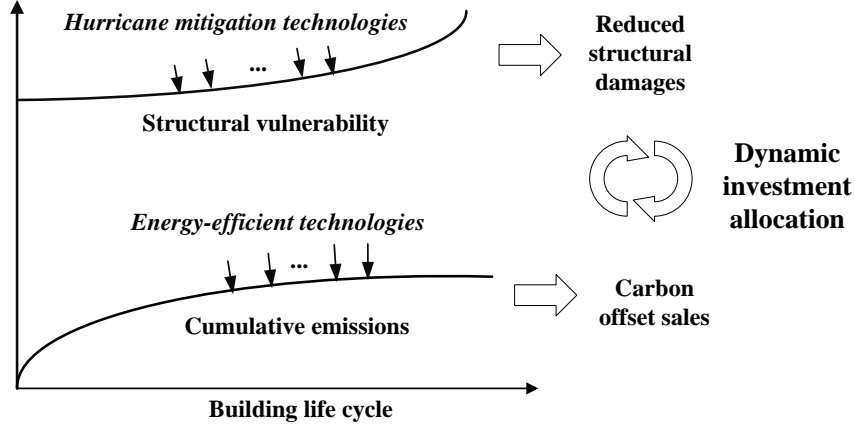 Hurricane mitigation technologies
...
Structural vulnerability
Reduced
structural
damages
Dynamic
investment
allocation
Energy-efficient technologies
...
Cumulative emissions
Carbon
offset sales
Building life cycle